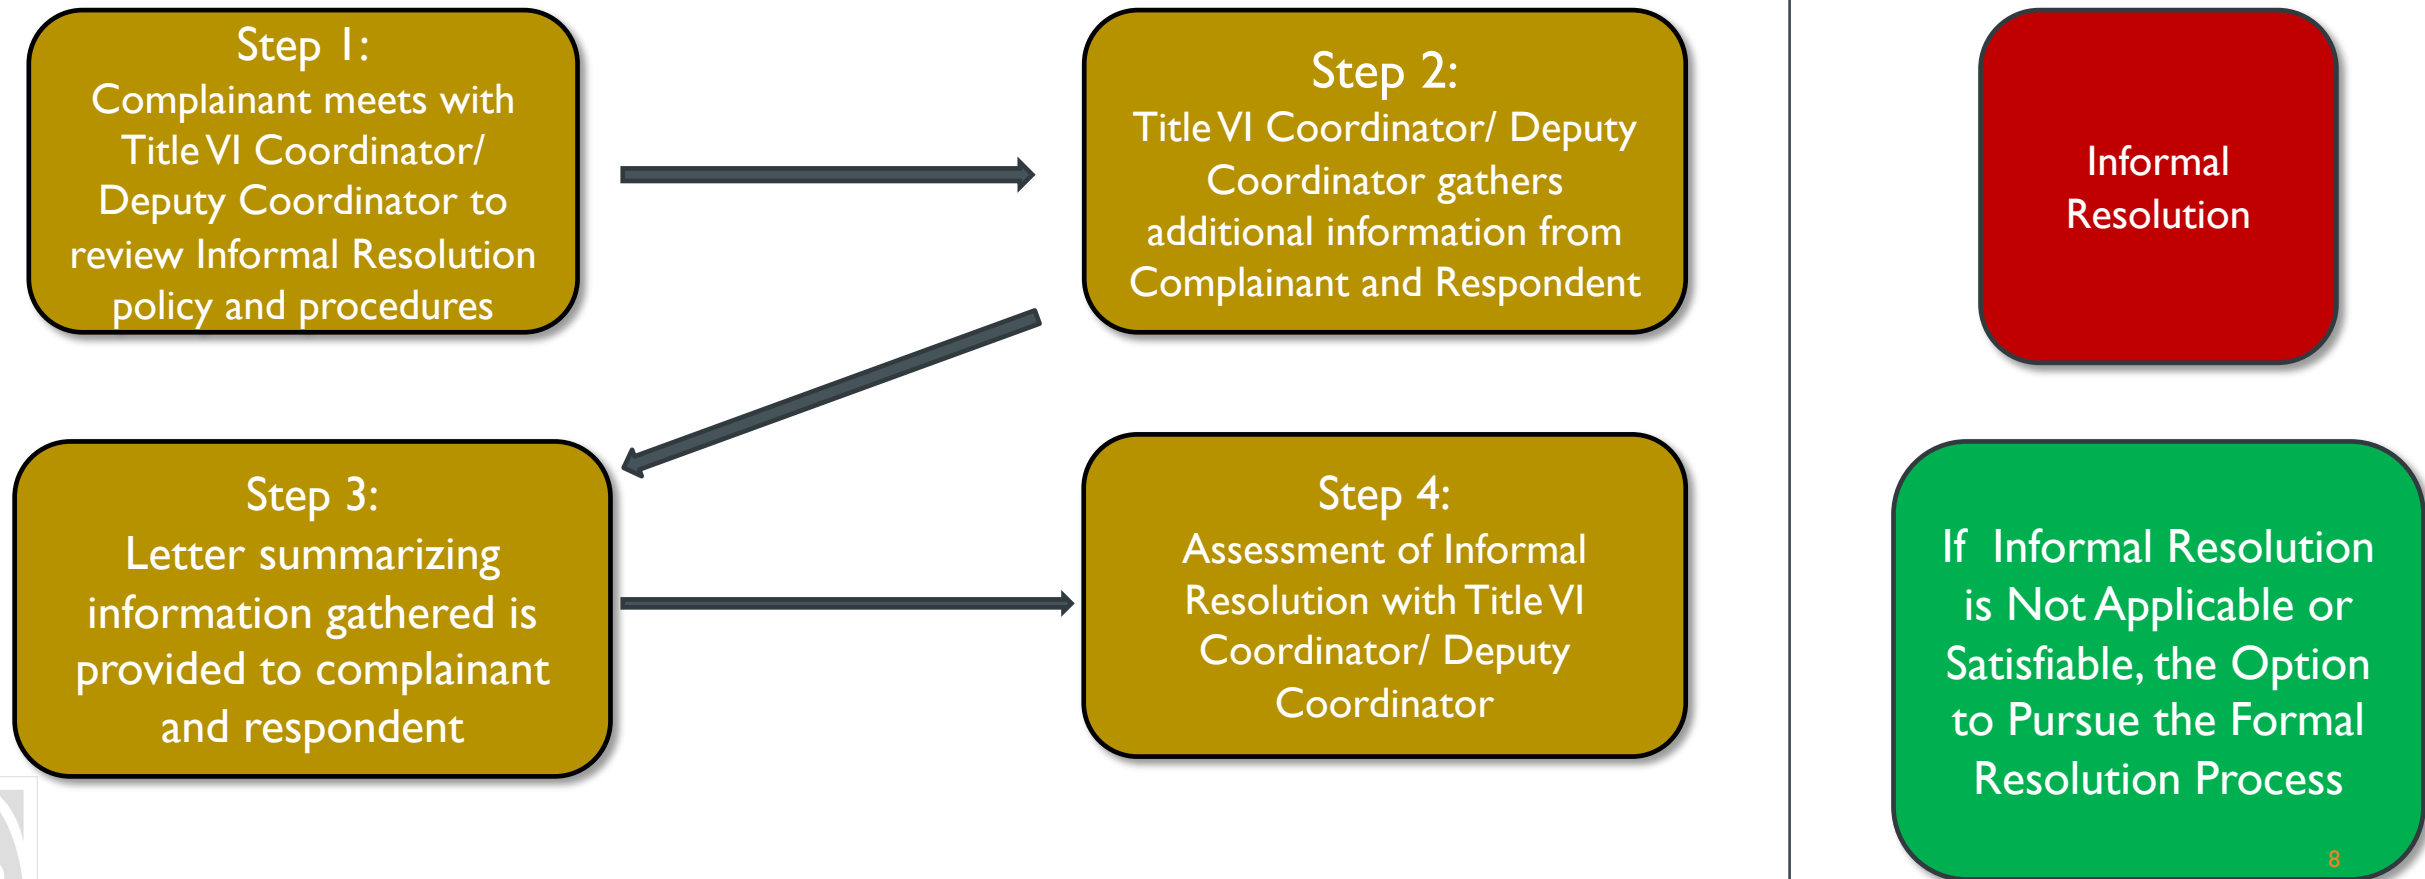 Step 1:
Complainant meets with
Title VI Coordinator/
Deputy Coordinator to
review Informal Resolution
policy and procedures
Step 2:
Title VI Coordinator/ Deputy
Coordinator gathers
additional information from
Complainant and Respondent
Step 3:
Letter summarizing
information gathered is
provided to complainant
and respondent
Step 4:
Assessment of Informal
Resolution with Title VI
Coordinator/ Deputy
Coordinator
Informal
Resolution
If Informal Resolution
is Not Applicable or
Satisfiable, the Option
to Pursue the Formal
Resolution Process
8